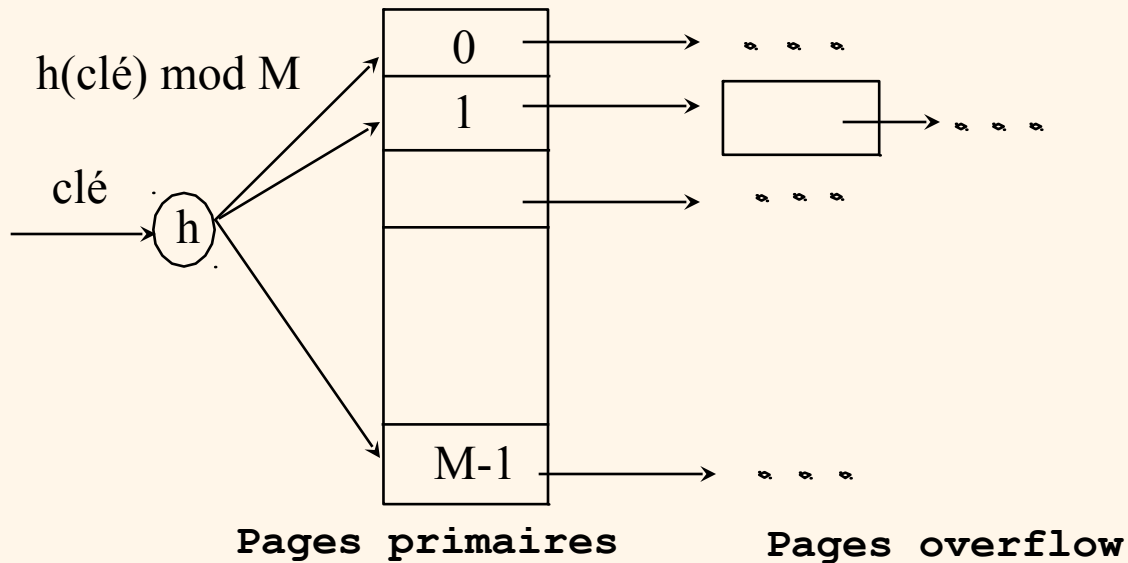 0
h(clé) mod M
1
clé
h
M-1
Pages primaires
Pages overflow